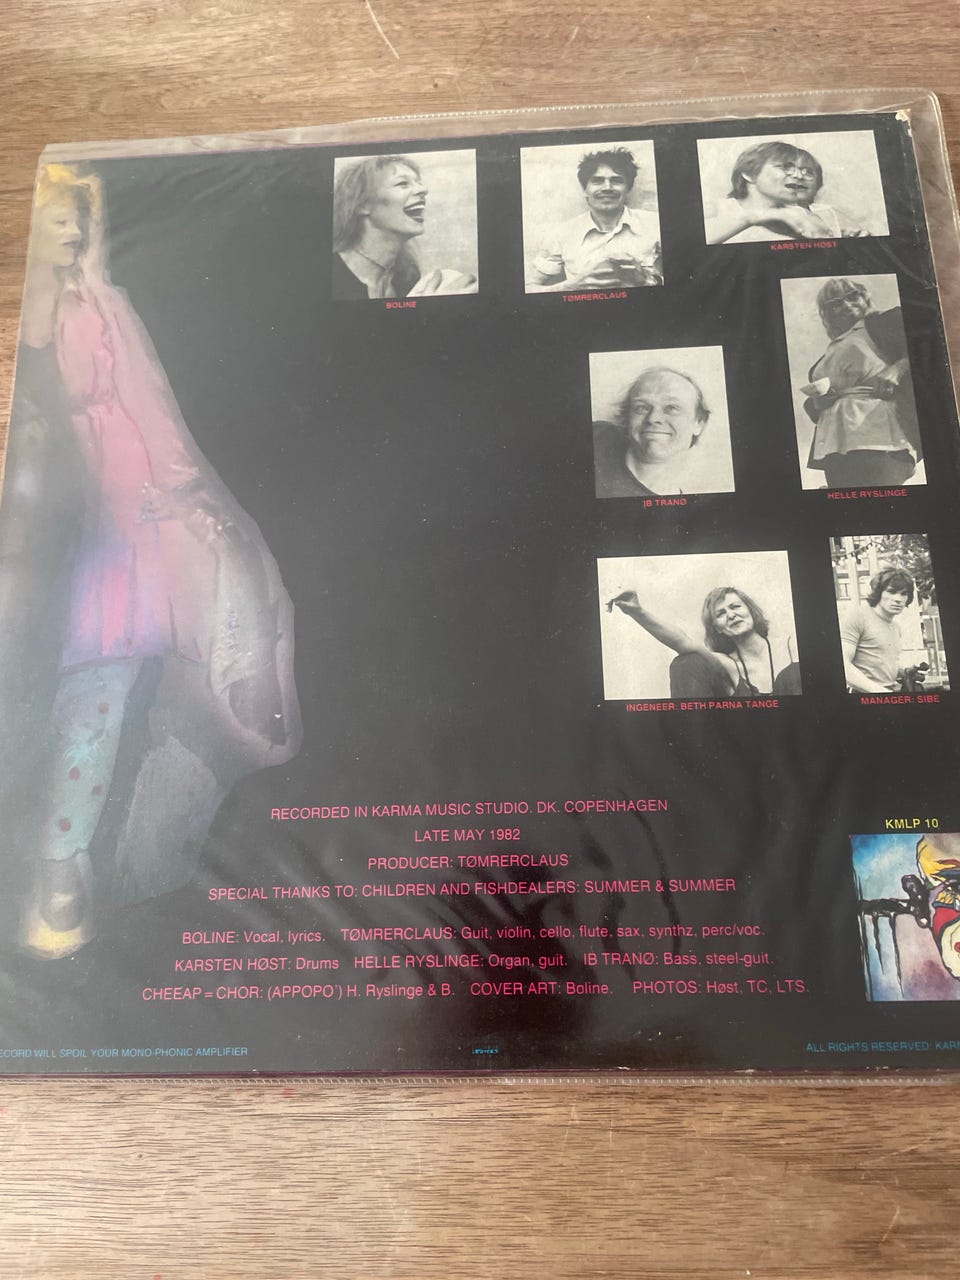 BOLINE
TØMRERCLAUS
KARSTEN HØST
IB TRANØ
HELLE RYSLINGE
INGENEER: BETH PARNA TANGE
MANAGER: SIBE
RECORDED IN KARMA MUSIC STUDIO. DK. COPENHAGEN
LATE MAY 1982
PRODUCER: TØMRERCLAUS
SPECIAL THANKS TO: CHILDREN AND FISHDEALERS: SUMMER & SUMMER
KMLP 10
BOLINE: Vocal, lyrics. TØMRERCLAUS: Guit, violin, cello, flute, sax, synthz, perc/voc.
KARSTEN HØST: Drums HELLE RYSLINGE: Organ, guit. IB TRANØ: Bass, steel-guit.
CHEEAP = CHOR: (APPOPO') H. Ryslinge & B. COVER ART: Boline. PHOTOS: Høst, TC, LTS.
ECORD WILL SPOIL YOUR MONO-PHONIC AMPLIFIER
ALL RIGHTS RESERVED: KAR